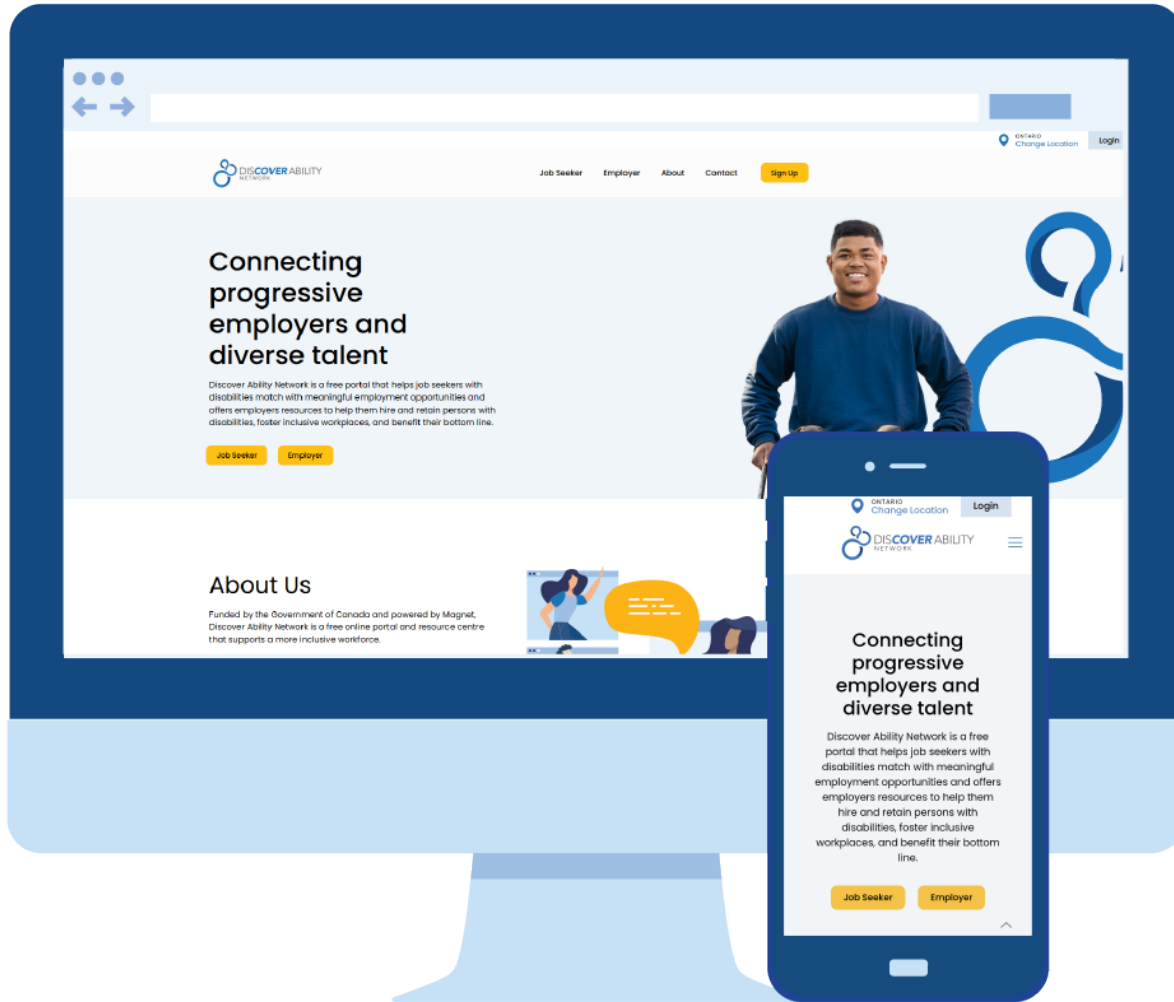 ONTARIO
Change Location
Login
DISCOVER ABILITY
NETWORK
Job Seeker
Employer
About
Contact
Sign Up
Connecting
progressive
employers and
diverse talent
Discover Ability Network is a free portal that helps job seekers with
disabilities match with meaningful employment opportunities and
offers employers resources to help them hire and retain persons with
disabilities, foster inclusive workplaces, and benefit their bottom line.
Job Seeker
Employer
About Us
Funded by the Government of Canada and powered by Magnet,
Discover Ability Network is a free online portal and resource centre
that supports a more inclusive workforce.
ONTARIO
Change Location
Login
DISCOVER ABILITY
NETWORK
Connecting
progressive
employers and
diverse talent
Discover Ability Network is a free
portal that helps job seekers with
disabilities match with meaningful
employment opportunities and offers
employers resources to help them
hire and retain persons with
disabilities, foster inclusive
workplaces, and benefit their bottom
line.
Job Seeker
Employer